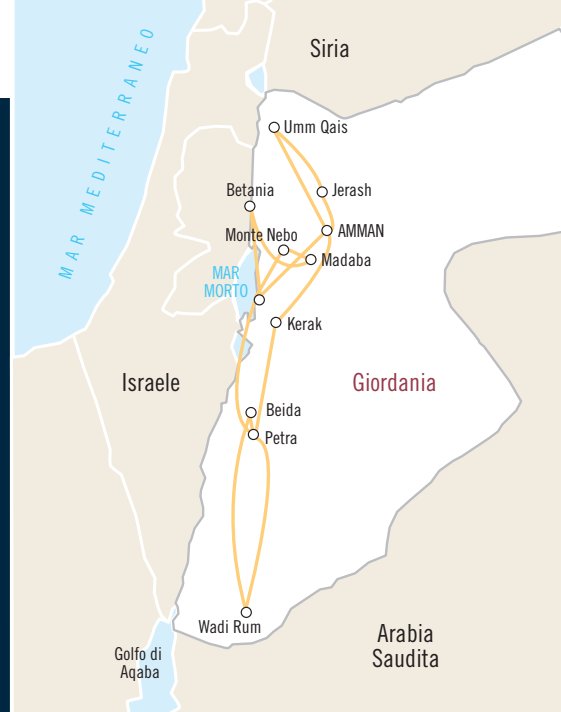 Siria
MAR MEDITERRANEO
Umm Qais
Betania
Jerash
Monte Nebo
AMMAN
Madaba
MAR
MORTO
Kerak
Israele
Giordania
Beida
Petra
Wadi Rum
Arabia
Saudita
Golfo di
Aqaba